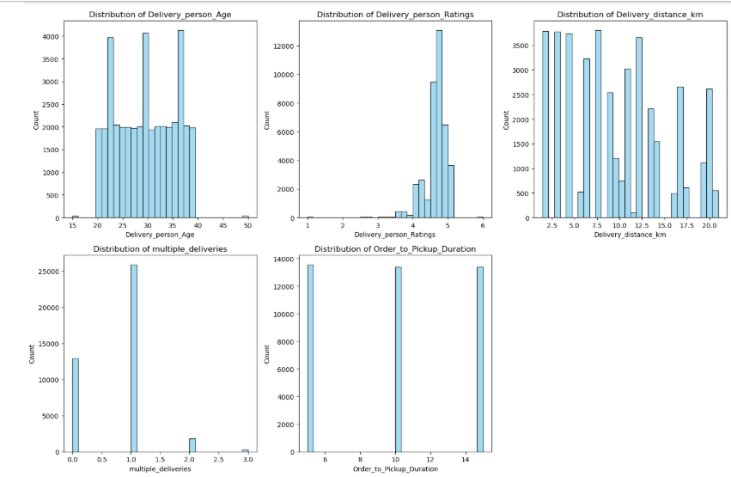 Distribution of Delivery_person_Age
4000
3500
3000
2500
2000
1500
1000
500
0
Count
15 20 25 30 35 40 45 50
Delivery_person_Age
Distribution of Delivery_person_Ratings
12000
10000
8000
6000
4000
2000
0
Count
1 2 3 4 5 6
Delivery_person_Ratings
Distribution of Delivery_distance_km
3500
3000
2500
2000
1500
1000
500
0
Count
2.5 5.0 7.5 10.0 12.5 15.0 17.5 20.0
Delivery_distance_km
Distribution of multiple_deliveries
25000
20000
15000
10000
5000
0
Count
0.0 0.5 1.0 1.5 2.0 2.5 3.0
multiple_deliveries
Distribution of Order_to_Pickup_Duration
14000
12000
10000
8000
6000
4000
2000
0
Count
6 8 10 12 14
Order_to_Pickup_Duration